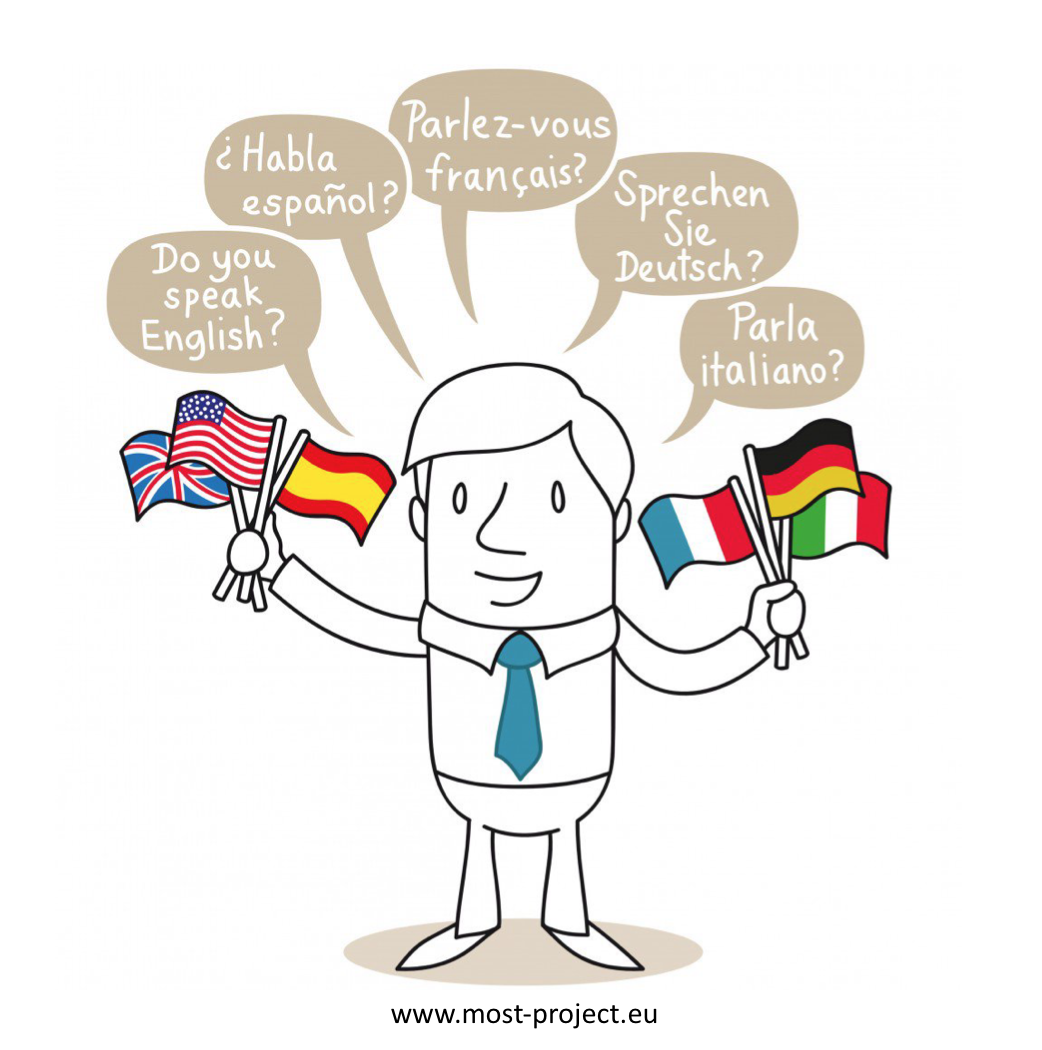 Do you
speak
English?
¿Habla
español?
Parlez-vous
français?
Sprechen
Sie
Deutsch?
Parla
italiano?
www.most-project.eu